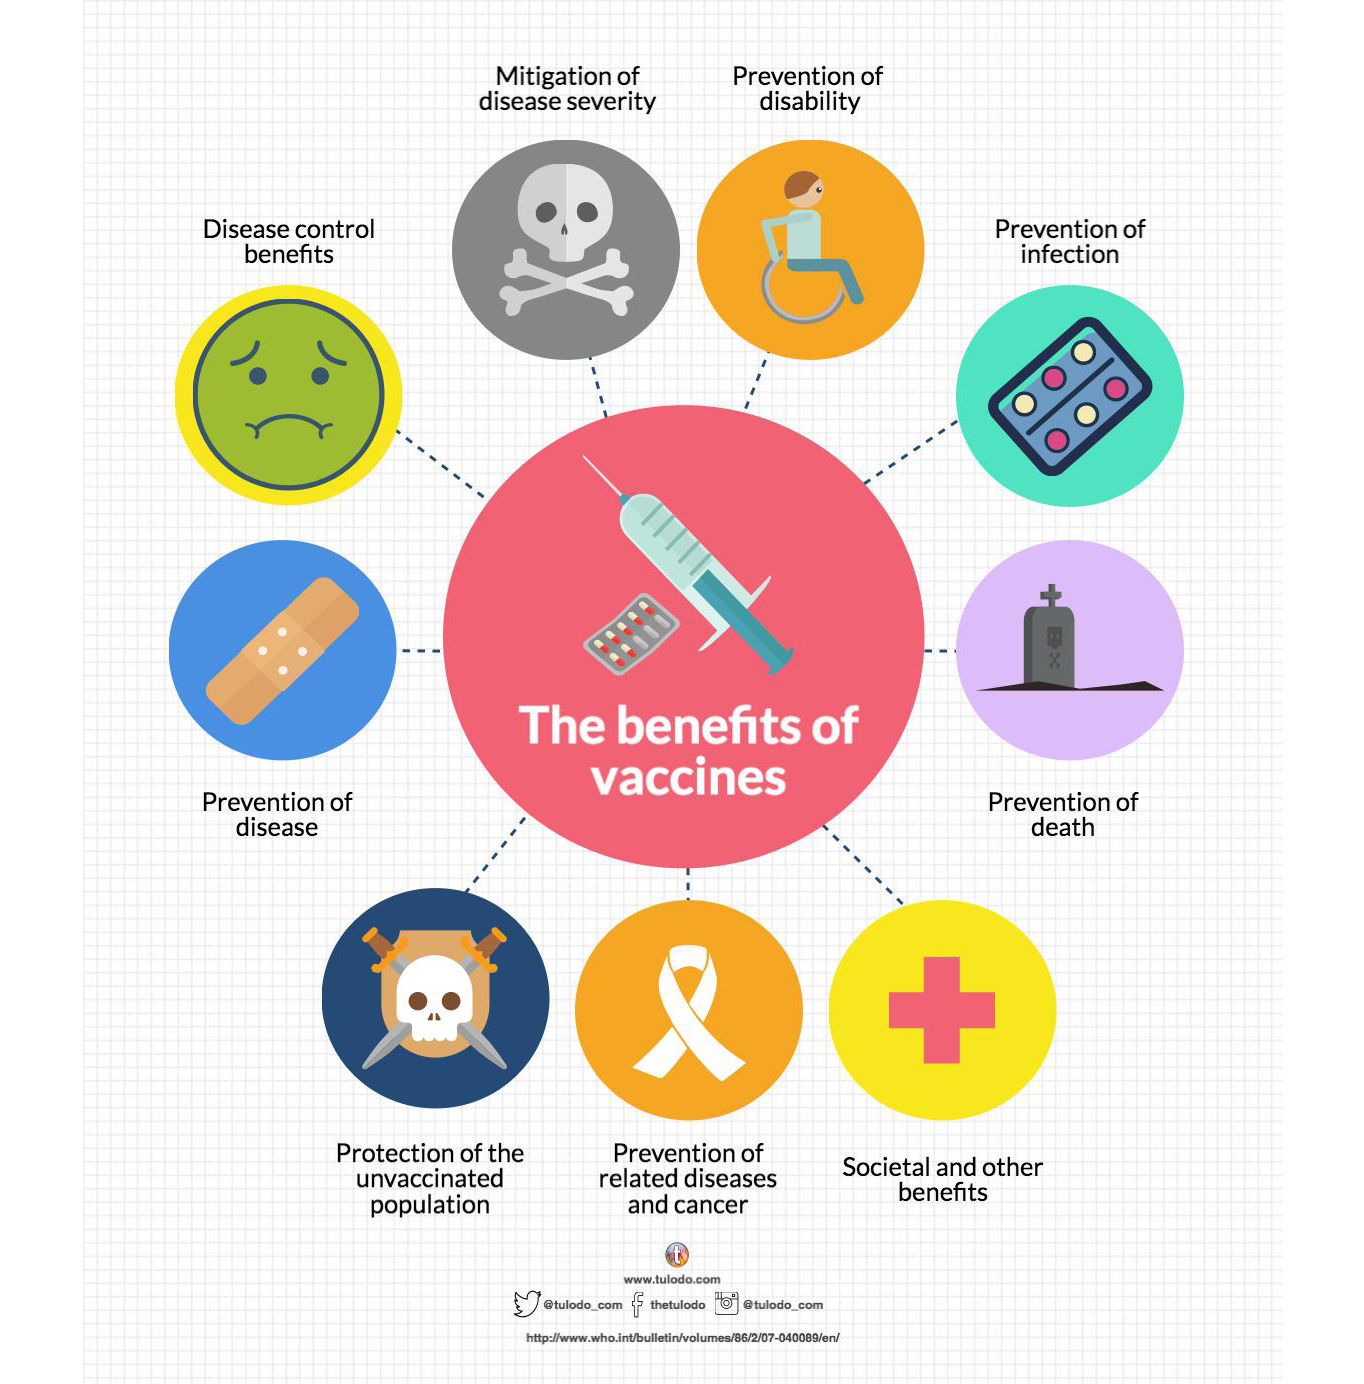 Mitigation of
disease severity
Prevention of
disability
Disease control
benefits
Prevention of
infection
The benefits of
vaccines
Prevention of
disease
Prevention of
death
Protection of the
unvaccinated
population
Prevention of
related diseases
and cancer
Societal and other
benefits
t
www.tulodo.com
@tulodo_com thetulodo @tulodo_com
http://www.who.int/bulletin/volumes/86/2/07-040089/en/